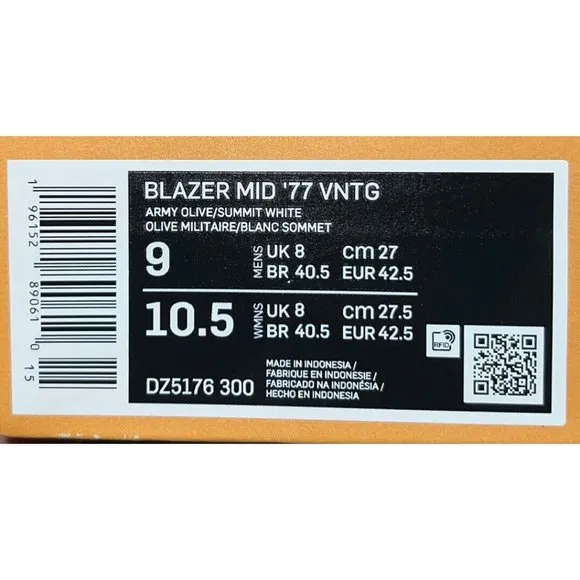 1 96152 89061 0 15
BLAZER MID '77 VNTG
ARMY OLIVE/SUMMIT WHITE
OLIVE MILITAIRE/BLANC SOMMET
9 MENS UK 8 cm 27
BR 40.5 EUR 42.5
10.5 WMNS UK 8 cm 27.5
BR 40.5 EUR 42.5
RFID
DZ5176 300
MADE IN INDONESIA/
FABRIQUE EN INDONESIE/
FABRICADO NA INDONÉSIA/
HECHO EN INDONESIA